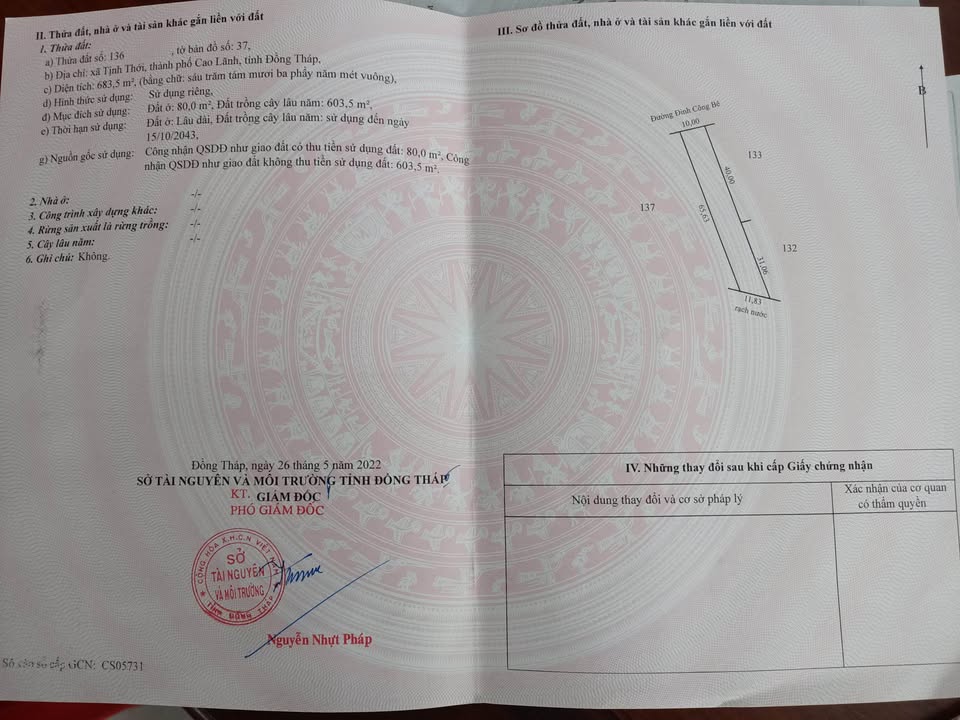 II. Thửa đất, nhà ở và tài sản khác gắn liền với đất
1. Thửa đất:
a) Thửa đất số: 136 , tờ bản đồ số: 37,
b) Địa chỉ: xã Tịnh Thới, thành phố Cao Lãnh, tỉnh Đồng Tháp,
c) Diện tích: 683,5 m², (bằng chữ: sáu trăm tám mươi ba phẩy năm mét vuông),
d) Hình thức sử dụng: Sử dụng riêng,
đ) Mục đích sử dụng: Đất ở: 80,0 m², Đất trồng cây lâu năm: 603,5 m²,
e) Thời hạn sử dụng: Đất ở: Lâu dài, Đất trồng cây lâu năm: sử dụng đến ngày
15/10/2043,
g) Nguồn gốc sử dụng: Công nhận QSDĐ như giao đất có thu tiền sử dụng đất: 80,0 m², Công
nhận QSDĐ như giao đất không thu tiền sử dụng đất: 603,5 m².
2. Nhà ở: -/-
3. Công trình xây dựng khác: -/-
4. Rừng sản xuất là rừng trồng: -/-
5. Cây lâu năm: -/-
6. Ghi chú: Không.
Đồng Tháp, ngày 26 tháng 5 năm 2022
SỞ TÀI NGUYÊN VÀ MÔI TRƯỜNG TỈNH ĐỒNG THÁP
KT. GIÁM ĐỐC
PHÓ GIÁM ĐỐC
CỘNG HÒA X.H.C.N VIỆT NAM
SỞ
TÀI NGUYÊN
VÀ MÔI TRƯỜNG
TỈNH ĐỒNG THÁP
Nguyễn Nhựt Pháp
Số vào sổ cấp GCN: CS05731
III. Sơ đồ thửa đất, nhà ở và tài sản khác gắn liền với đất
B
Đường Đinh Công Bê
10,00
133
40,00
137
65,63
132
31,06
11,83
rạch nước
IV. Những thay đổi sau khi cấp Giấy chứng nhận
Nội dung thay đổi và cơ sở pháp lý
Xác nhận của cơ quan
có thẩm quyền